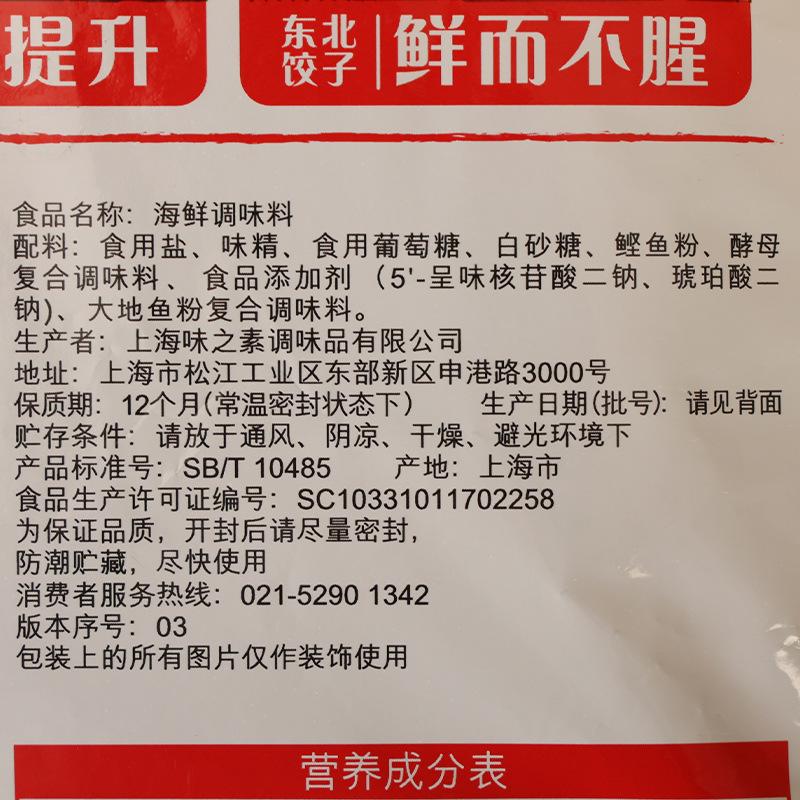 提升
东北饺子 鲜而不腥
食品名称：海鲜调味料
配料：食用盐、味精、食用葡萄糖、白砂糖、鲣鱼粉、酵母
复合调味料、食品添加剂（5'-呈味核苷酸二钠、琥珀酸二
钠)、大地鱼粉复合调味料。
生产者：上海味之素调味品有限公司
地址：上海市松江工业区东部新区申港路3000号
保质期：12个月(常温密封状态下） 生产日期(批号)：请见背面
贮存条件：请放于通风、阴凉、干燥、避光环境下
产品标准号：SB/T 10485 产地：上海市
食品生产许可证编号：SC10331011702258
为保证品质，开封后请尽量密封，
防潮贮藏，尽快使用
消费者服务热线：021-5290 1342
版本序号：03
包装上的所有图片仅作装饰使用
营养成分表